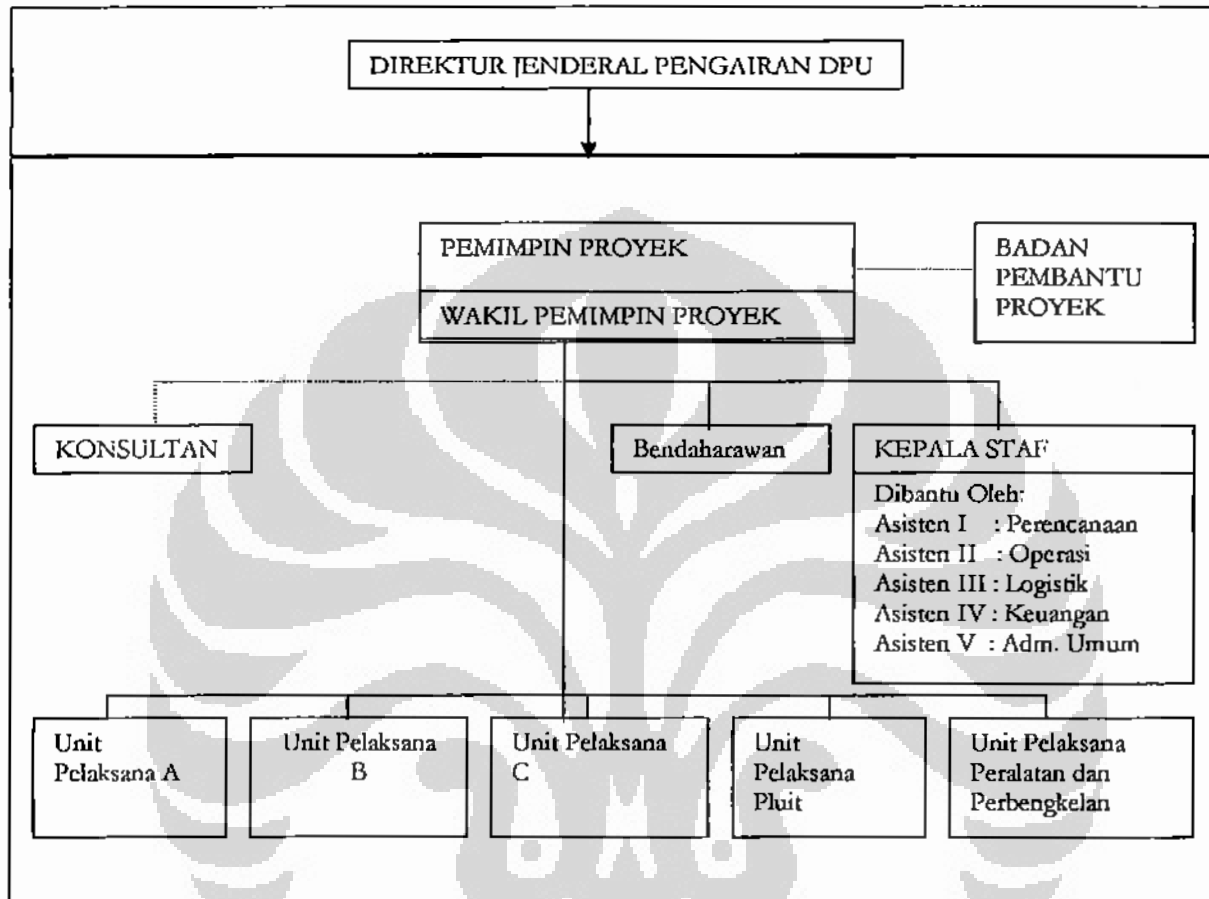 DIREKTUR JENDERAL PENGAIRAN DPU
PEMIMPIN PROYEK
WAKIL PEMIMPIN PROYEK
BADAN
PEMBANTU
PROYEK
KONSULTAN
Bendaharawan
KEPALA STAF
Dibantu Oleh:
Asisten I : Perencanaan
Asisten II : Operasi
Asisten III : Logistik
Asisten IV : Keuangan
Asisten V : Adm. Umum
Unit
Pelaksana A
Unit Pelaksana
B
Unit Pelaksana
C
Unit
Pelaksana
Pluit
Unit Pelaksana
Peralatan dan
Perbengkelan